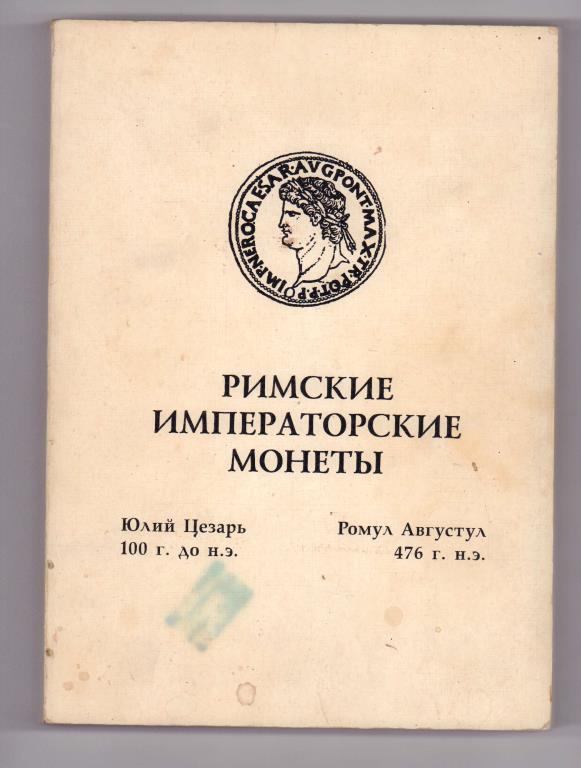 IMP·NERO·CAESAR·AVG·PONT·MAX·TR·POT·P·P
РИМСКИЕ
ИМПЕРАТОРСКИЕ
МОНЕТЫ
Юлий Цезарь
100 г. до н.э.
Ромул Августул
476 г. н.э.